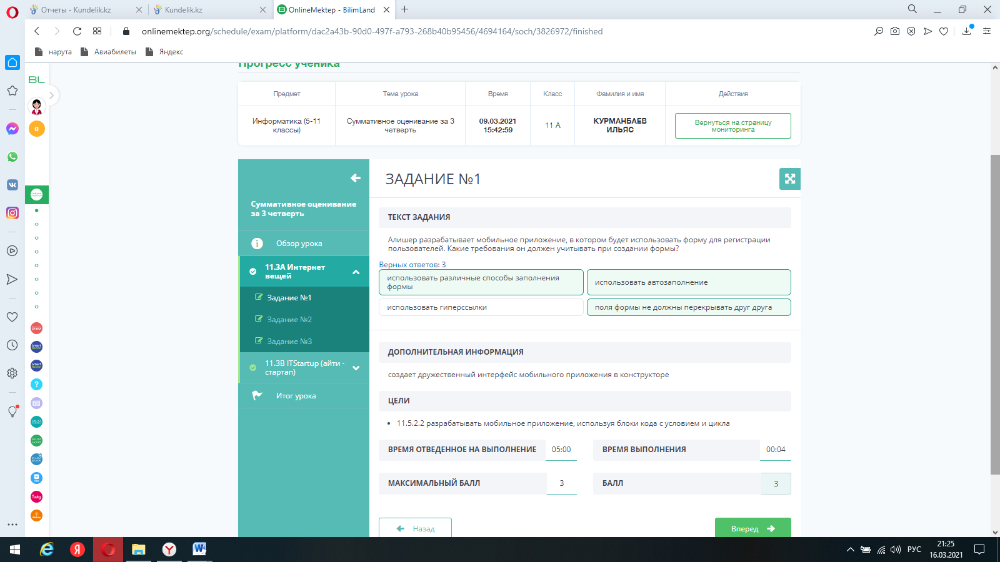 Отчеты - Kundelik.kz
Kundelik.kz
OnlineMektep - BilimLand
onlinemektep.org/schedule/exam/platform/dac2a43b-90d0-497f-a793-268b40b95456/4694164/soch/3826972/finished
нарута
Авиабилеты
Яндекс
BL
0
Прогресс ученика
Предмет
Тема урока
Время
Класс
Фамилия и имя
Действия
Информатика (5-11
классы)
Суммативное оценивание за 3
четверть
09.03.2021
15:42:59
11 А
КУРМАНБАЕВ
ИЛЬЯС
Вернуться на страницу
мониторинга
Суммативное оценивание
за 3 четверть
Обзор урока
11.3А Интернет
вещей
Задание №1
Задание №2
Задание №3
11.3В ITStartup (айти -
стартап)
Итог урока
ЗАДАНИЕ №1
ТЕКСТ ЗАДАНИЯ
Алишер разрабатывает мобильное приложение, в котором будет использовать форму для регистрации
пользователей. Какие требования он должен учитывать при создании формы?
Верных ответов: 3
использовать различные способы заполнения
формы
использовать автозаполнение
использовать гиперссылки
поля формы не должны перекрывать друг друга
ДОПОЛНИТЕЛЬНАЯ ИНФОРМАЦИЯ
создает дружественный интерфейс мобильного приложения в конструкторе
ЦЕЛИ
11.5.2.2 разрабатывать мобильное приложение, используя блоки кода с условием и цикла
ВРЕМЯ ОТВЕДЕННОЕ НА ВЫПОЛНЕНИЕ
05:00
ВРЕМЯ ВЫПОЛНЕНИЯ
00:04
МАКСИМАЛЬНЫЙ БАЛЛ
3
БАЛЛ
3
Назад
Вперед
Twig
РУС
21:25
16.03.2021